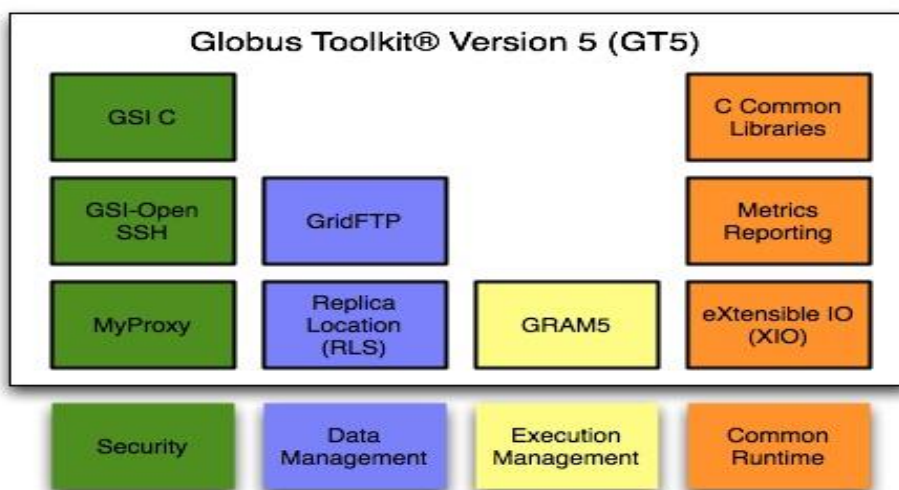 Globus Toolkit® Version 5 (GT5)
GSI C
C Common
Libraries
GSI-Open
SSH
GridFTP
Metrics
Reporting
MyProxy
Replica
Location
(RLS)
GRAM5
eXtensible IO
(XIO)
Security
Data
Management
Execution
Management
Common
Runtime